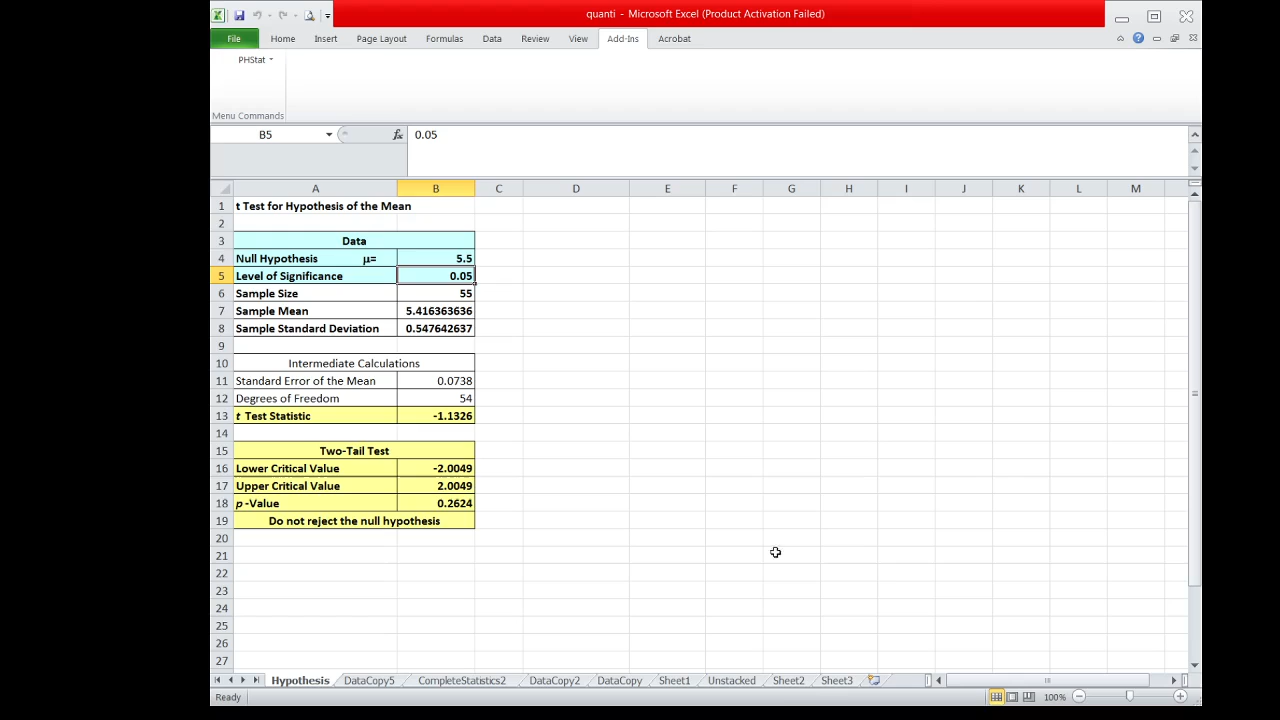 quanti - Microsoft Excel (Product Activation Failed)
File Home Insert Page Layout Formulas Data Review View Add-Ins Acrobat
PHStat
Menu Commands
B5 fx 0.05
A B C D E F G H I J K L M
1 t Test for Hypothesis of the Mean
2
3 Data
4 Null Hypothesis μ= 5.5
5 Level of Significance 0.05
6 Sample Size 55
7 Sample Mean 5.416363636
8 Sample Standard Deviation 0.547642637
9
10 Intermediate Calculations
11 Standard Error of the Mean 0.0738
12 Degrees of Freedom 54
13 t Test Statistic -1.1326
14
15 Two-Tail Test
16 Lower Critical Value -2.0049
17 Upper Critical Value 2.0049
18 p -Value 0.2624
19 Do not reject the null hypothesis
20
21
22
23
24
25
26
27
Hypothesis DataCopy5 CompleteStatistics2 DataCopy2 DataCopy Sheet1 Unstacked Sheet2 Sheet3
Ready 100%